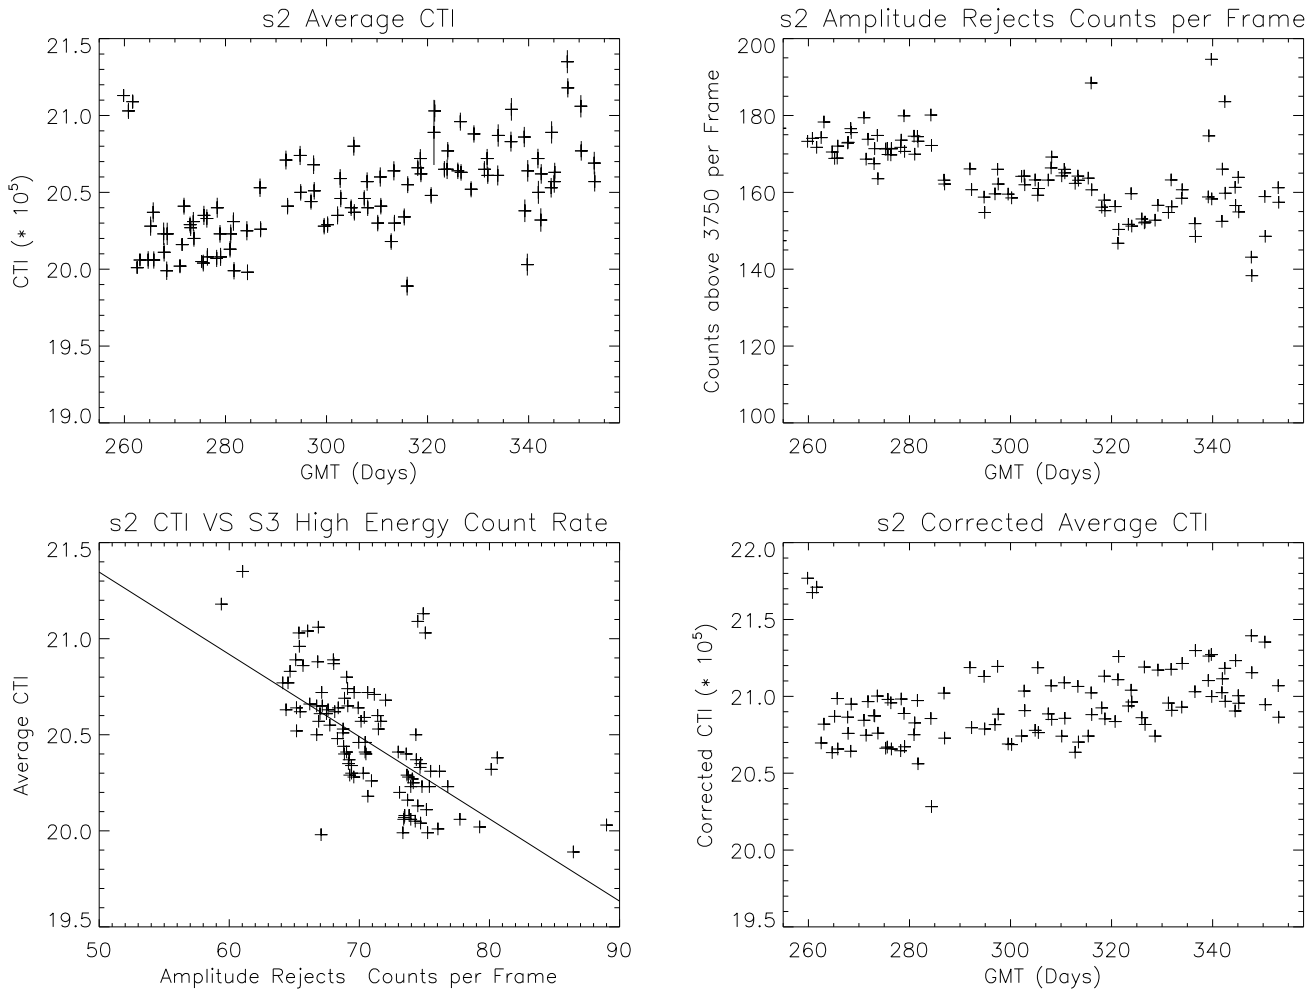 s2 Average CTI
21.5
21.0
20.5
20.0
19.5
19.0
CTI (* 10⁵)
260 280 300 320 340
GMT (Days)
s2 Amplitude Rejects Counts per Frame
200
180
160
140
120
100
Counts above 3750 per Frame
260 280 300 320 340
GMT (Days)
s2 CTI VS S3 High Energy Count Rate
21.5
21.0
20.5
20.0
19.5
Average CTI
50 60 70 80 90
Amplitude Rejects Counts per Frame
s2 Corrected Average CTI
22.0
21.5
21.0
20.5
20.0
19.5
Corrected CTI (* 10⁵)
260 280 300 320 340
GMT (Days)